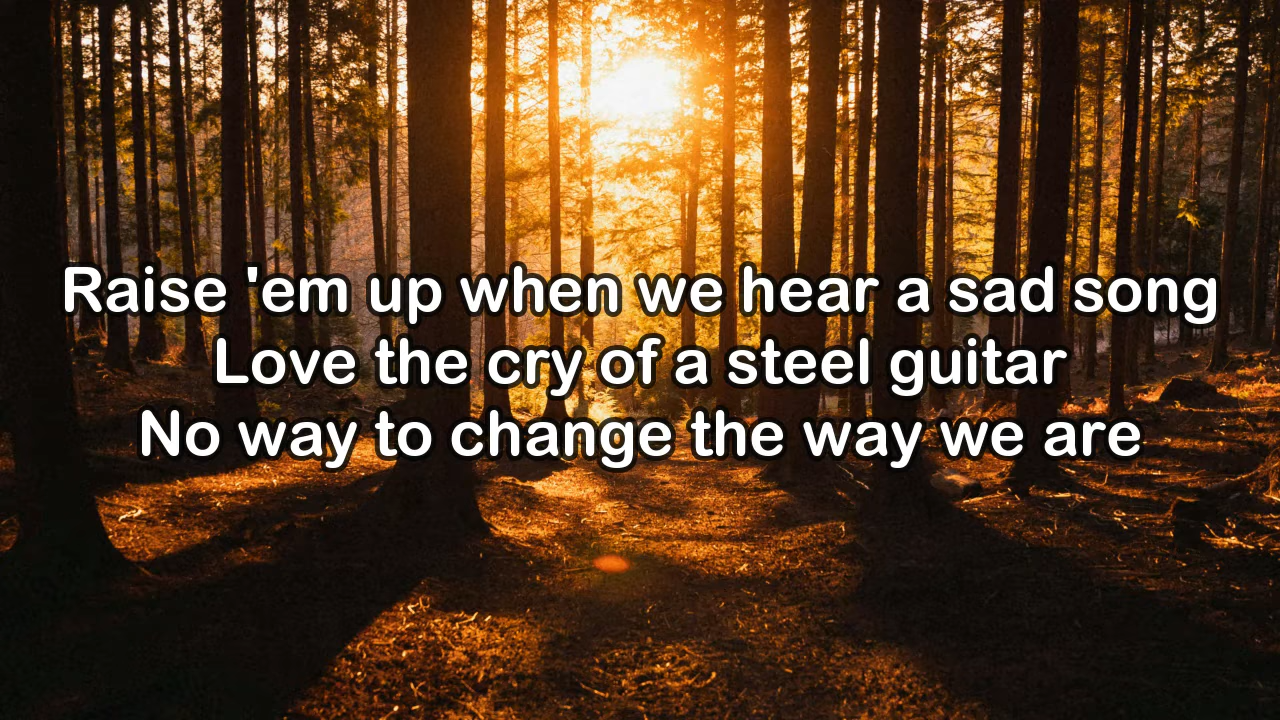 Raise 'em up when we hear a sad song
Love the cry of a steel guitar
No way to change the way we are